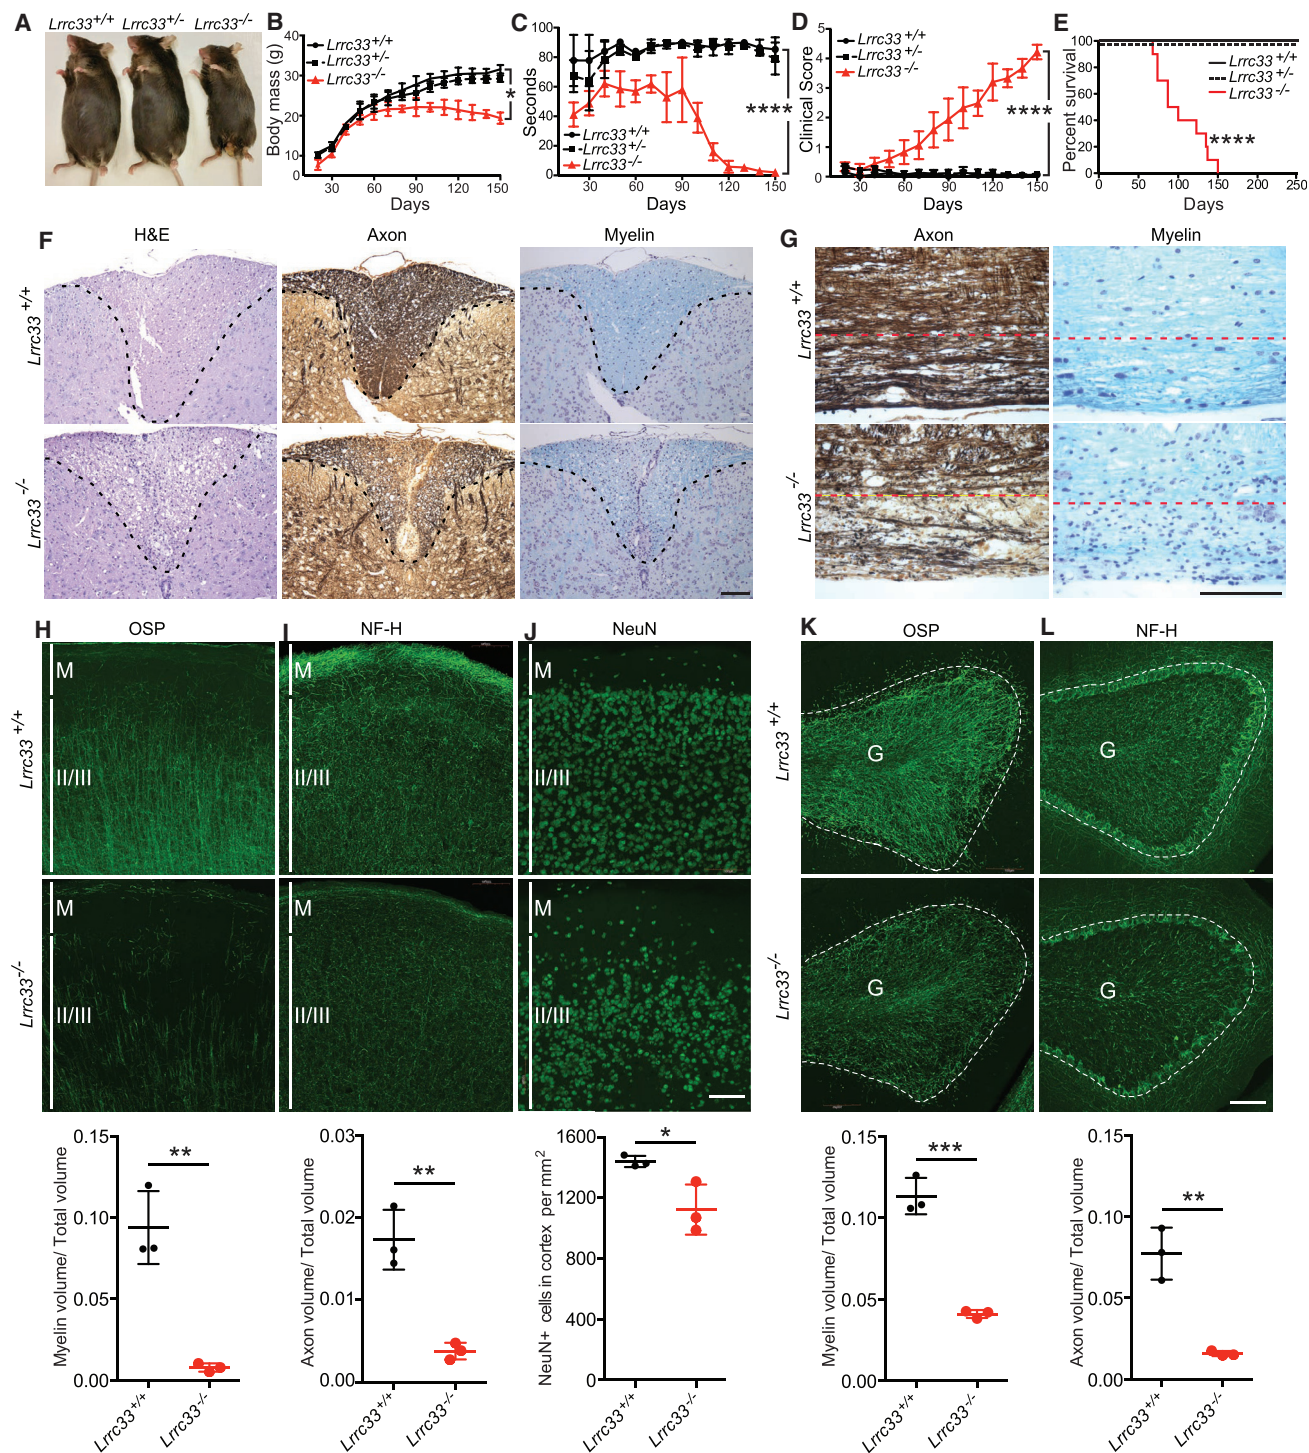 A
Lrrc33+/+ Lrrc33+/- Lrrc33-/-
B
Body mass (g)
40
30
20
10
Lrrc33+/+
Lrrc33+/-
Lrrc33-/-
*
30 60 90 120 150
Days
C
Seconds
100
80
60
40
20
0
Lrrc33+/+
Lrrc33+/-
Lrrc33-/-
****
30 60 90 120 150
Days
D
Clinical Score
5
4
3
2
1
0
Lrrc33+/+
Lrrc33+/-
Lrrc33-/-
****
30 60 90 120 150
Days
E
Percent survival
100
80
60
40
20
0
Lrrc33+/+
Lrrc33+/-
Lrrc33-/-
****
0 50 100 150 200 250
Days
F
H&E Axon Myelin
Lrrc33+/+
Lrrc33-/-
G
Axon Myelin
Lrrc33+/+
Lrrc33-/-
H I J K L
OSP NF-H NeuN OSP NF-H
Lrrc33+/+
M M M
II/III II/III II/III
Lrrc33+/+
G G
Lrrc33-/-
M M M
II/III II/III II/III
Lrrc33-/-
G G
Myelin volume/ Total volume
0.15
0.10
0.05
0.00
**
Lrrc33+/+ Lrrc33-/-
Axon volume/ Total volume
0.03
0.02
0.01
0.00
**
Lrrc33+/+ Lrrc33-/-
NeuN+ cells in cortex per mm2
1600
1200
800
400
0
*
Lrrc33+/+ Lrrc33-/-
Myelin volume/ Total volume
0.15
0.10
0.05
0.00
***
Lrrc33+/+ Lrrc33-/-
Axon volume/ Total volume
0.15
0.10
0.05
0.00
**
Lrrc33+/+ Lrrc33-/-